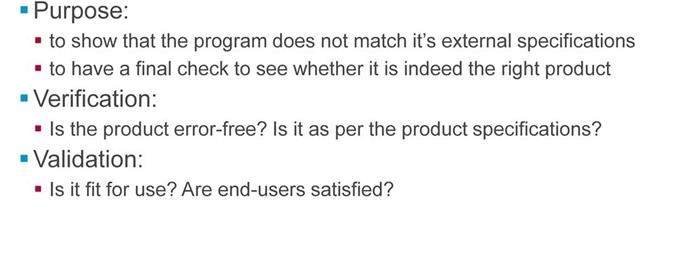 Purpose:
to show that the program does not match it's external specifications
to have a final check to see whether it is indeed the right product
Verification:
Is the product error-free? Is it as per the product specifications?
Validation:
Is it fit for use? Are end-users satisfied?